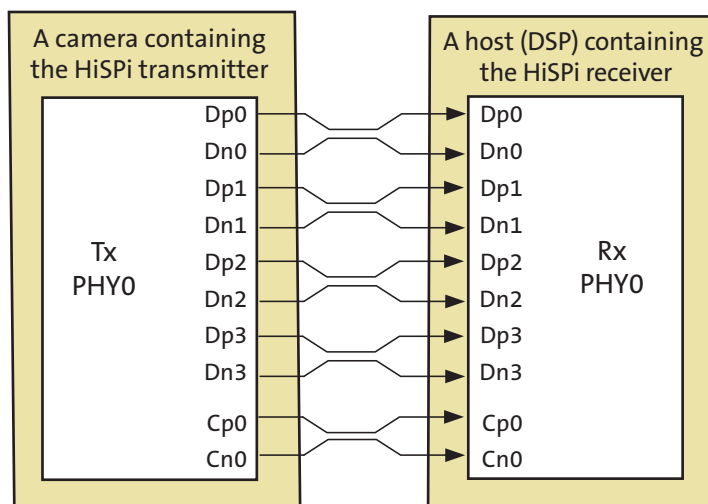 A camera containing
the HiSPi transmitter
Dp0
Dn0
Dp1
Dn1
Dp2
Dn2
Dp3
Dn3
Cp0
Cn0
Tx
PHY0
A host (DSP) containing
the HiSPi receiver
Dp0
Dn0
Dp1
Dn1
Dp2
Dn2
Dp3
Dn3
Cp0
Cn0
Rx
PHY0